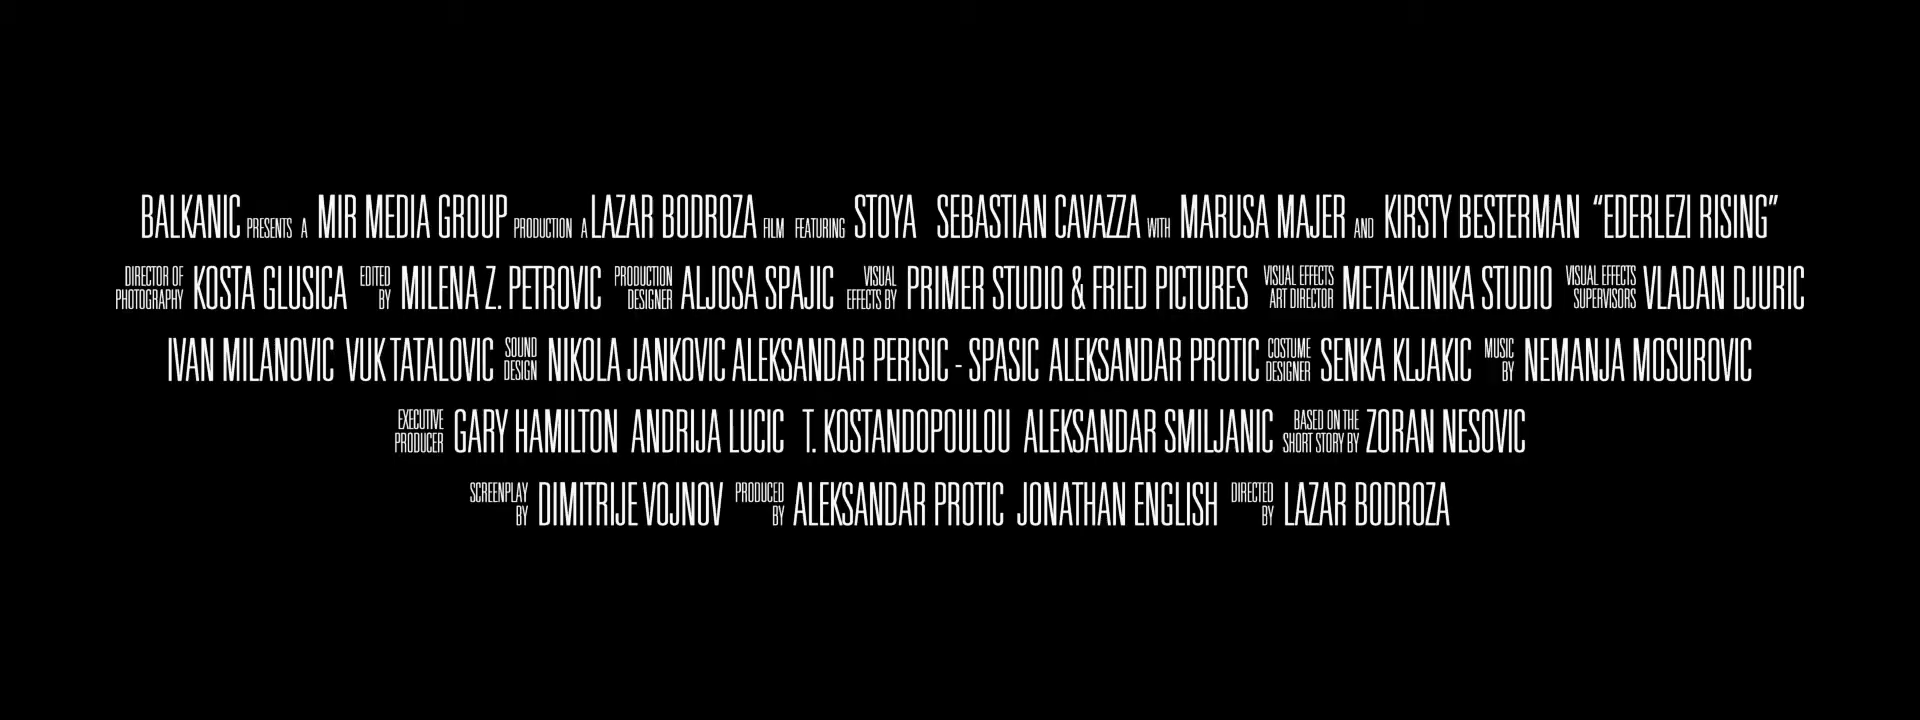 BALKANIC PRESENTS A MIR MEDIA GROUP PRODUCTION A LAZAR BODROZA FILM FEATURING STOYA SEBASTIAN CAVAZZA WITH MARUSA MAJER AND KIRSTY BESTERMAN “EDERLEZI RISING”
DIRECTOR OF PHOTOGRAPHY KOSTA GLUSICA EDITED BY MILENA Z. PETROVIC PRODUCTION DESIGNER ALJOSA SPAJIC VISUAL EFFECTS BY PRIMER STUDIO & FRIED PICTURES VISUAL EFFECTS ART DIRECTOR METAKLINIKA STUDIO VISUAL EFFECTS SUPERVISORS VLADAN DJURIC
IVAN MILANOVIC VUK TATALOVIC SOUND DESIGN NIKOLA JANKOVIC ALEKSANDAR PERISIC - SPASIC ALEKSANDAR PROTIC COSTUME DESIGNER SENKA KLJAKIC MUSIC BY NEMANJA MOSUROVIC
EXECUTIVE PRODUCER GARY HAMILTON ANDRIJA LUCIC T. KOSTANDOPOULOU ALEKSANDAR SMILJANIC BASED ON THE SHORT STORY BY ZORAN NESOVIC
SCREENPLAY BY DIMITRIJE VOJNOV PRODUCED BY ALEKSANDAR PROTIC JONATHAN ENGLISH DIRECTED BY LAZAR BODROZA